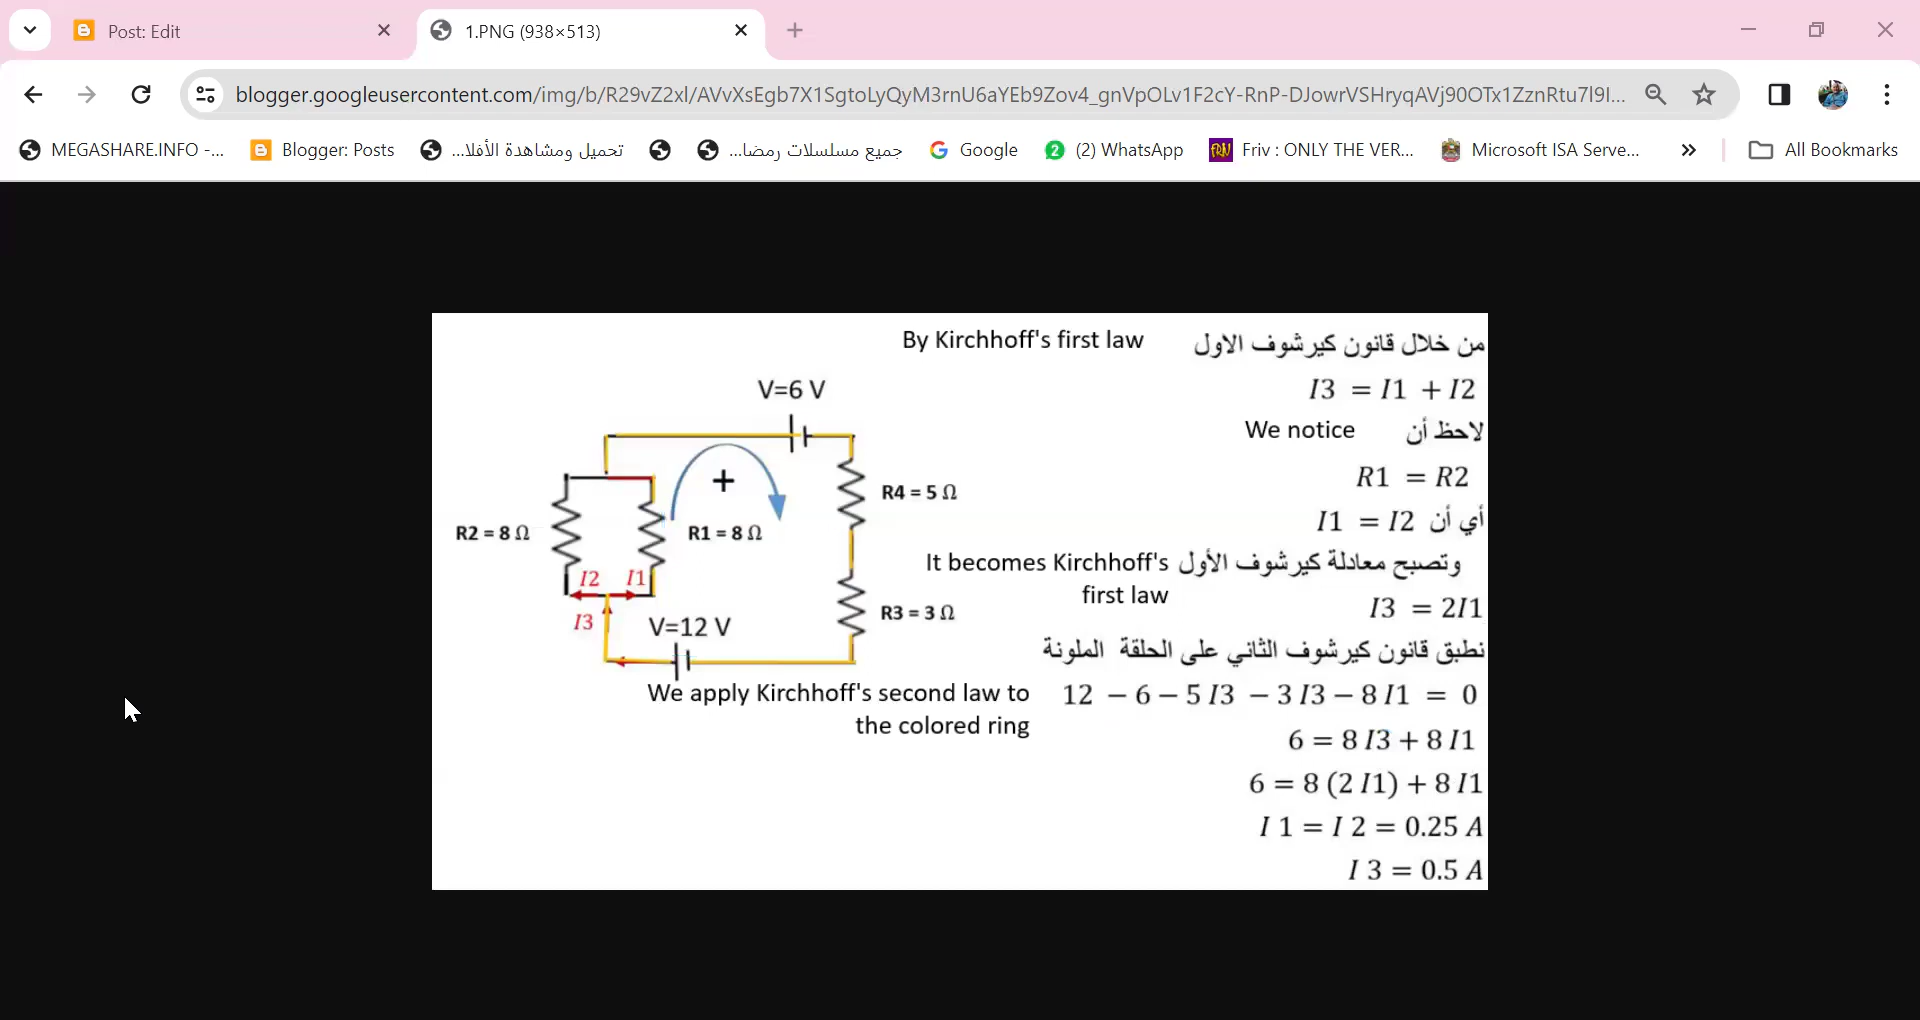 Post: Edit
1.PNG (938×513)
blogger.googleusercontent.com/img/b/R29vZ2xl/AVvXsEgb7X1SgtoLyQyM3rnU6aYEb9Zov4_gnVpOLv1F2cY-RnP-DJowrVSHryqAVj90OTx1ZznRtu7l9I...
MEGASHARE.INFO -... Blogger: Posts تحميل ومشاهدة الأفلا... جميع مسلسلات رمضا... Google (2) WhatsApp Friv : ONLY THE VER... Microsoft ISA Serve... » All Bookmarks
By Kirchhoff's first law من خلال قانون كيرشوف الاول
I3 = I1 + I2
V=6 V
We notice لاحظ أن
R1 = R2
+
R4 = 5 Ω
أي أن I1 = I2
R2 = 8 Ω
R1 = 8 Ω
It becomes Kirchhoff's وتصبح معادلة كيرشوف الأول
first law
I3 = 2I1
I2 I1
I3
V=12 V
R3 = 3 Ω
نطبق قانون كيرشوف الثاني على الحلقة الملونة
We apply Kirchhoff's second law to
the colored ring
12 − 6 − 5 I3 − 3 I3 − 8 I1 = 0
6 = 8 I3 + 8 I1
6 = 8 (2 I1) + 8 I1
I 1 = I 2 = 0.25 A
I 3 = 0.5 A